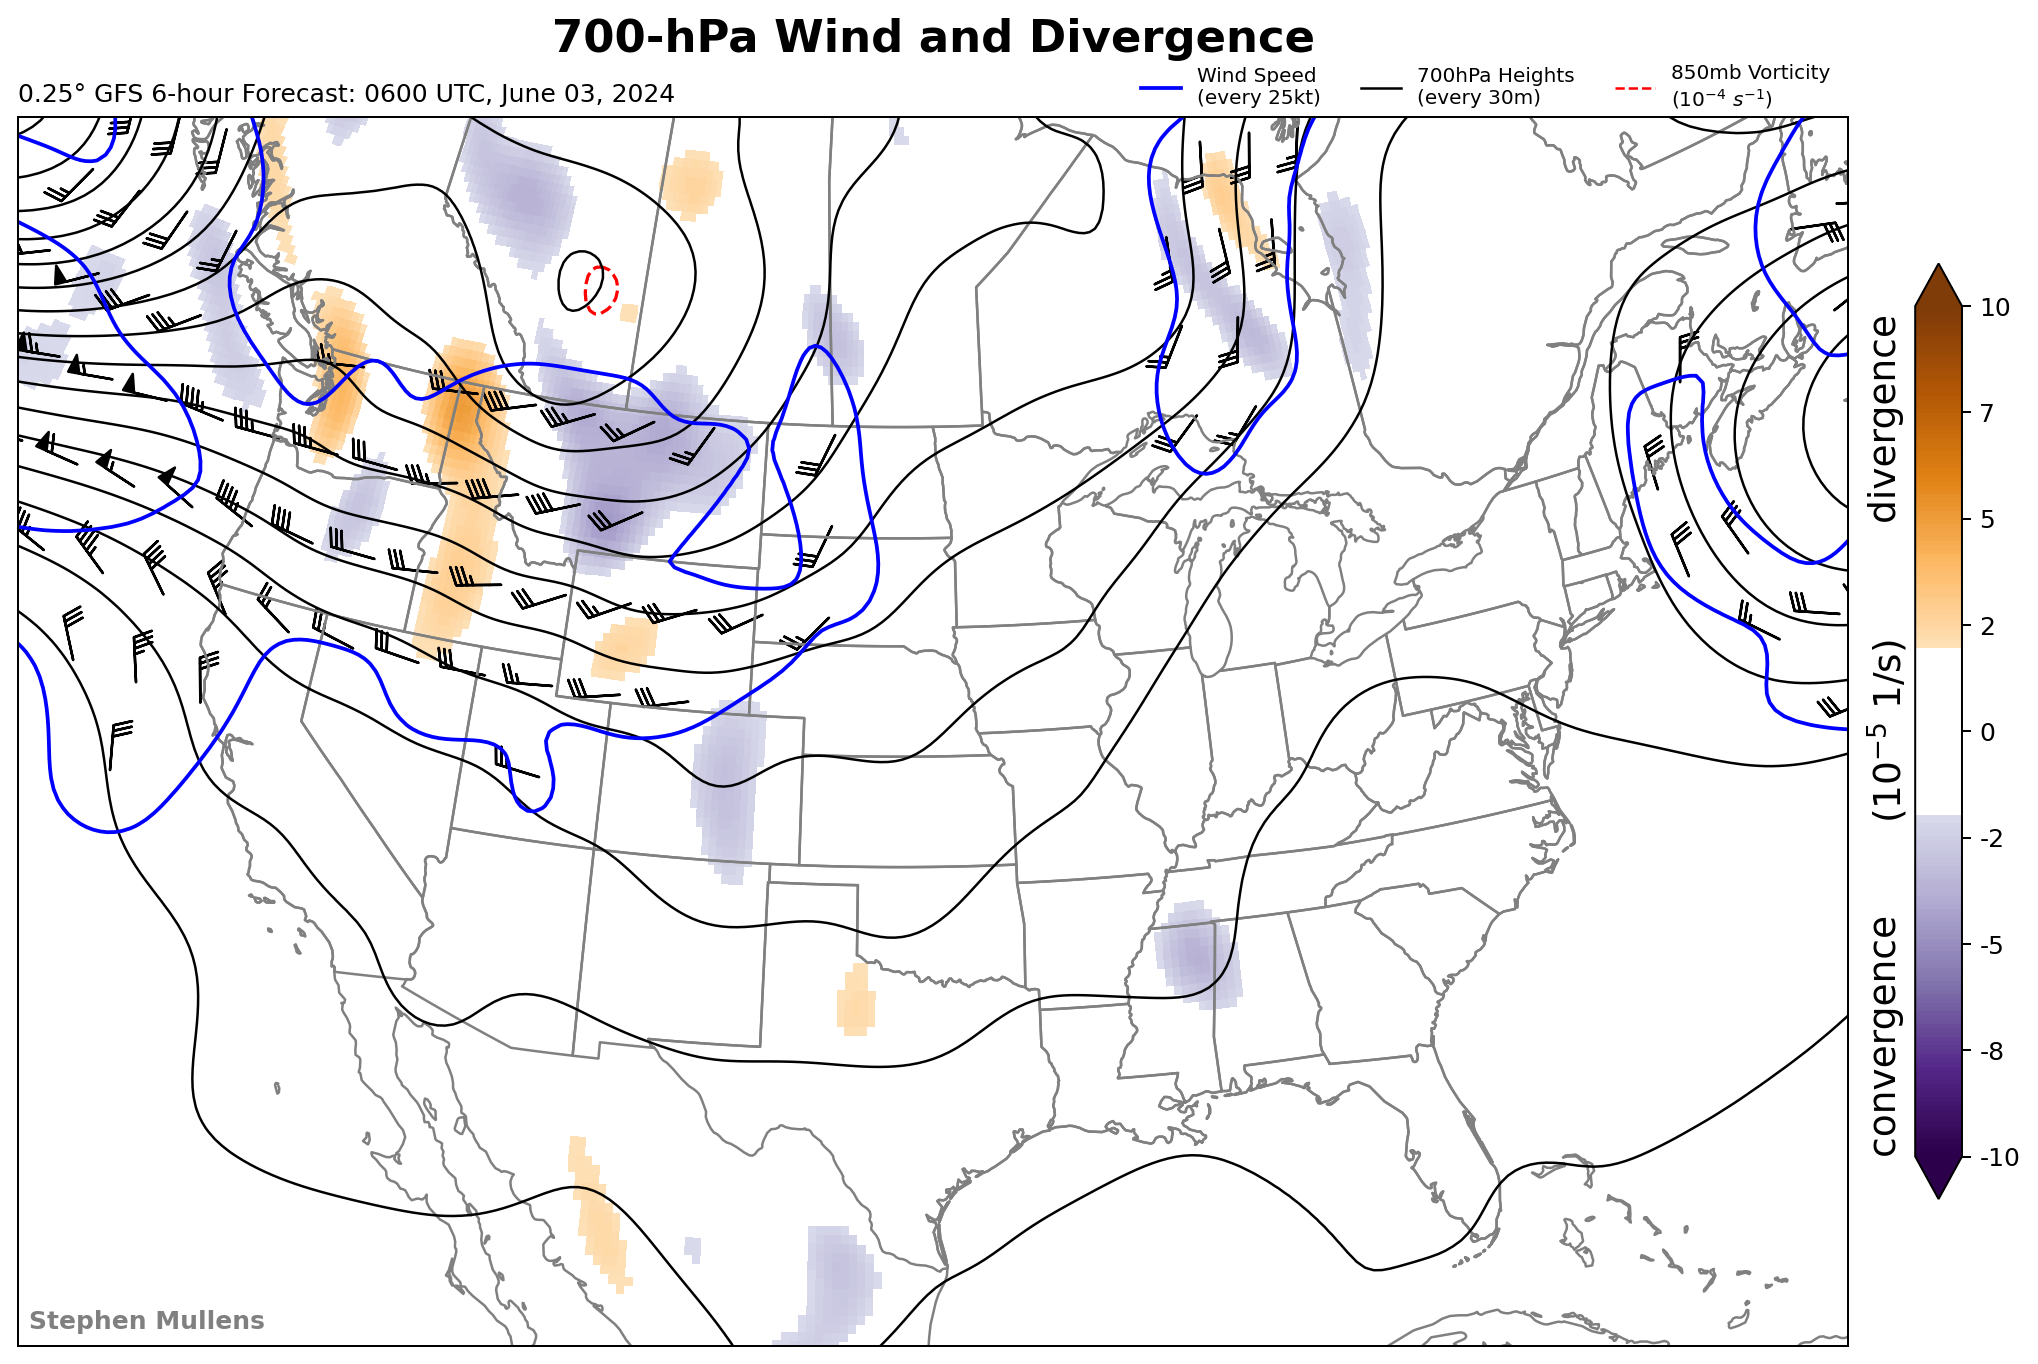 700-hPa Wind and Divergence
0.25° GFS 6-hour Forecast: 0600 UTC, June 03, 2024
Wind Speed
(every 25kt)
700hPa Heights
(every 30m)
850mb Vorticity
(10⁻⁴ s⁻¹)
10
7
5
2
0
-2
-5
-8
-10
convergence (10⁻⁵ 1/s) divergence
Stephen Mullens